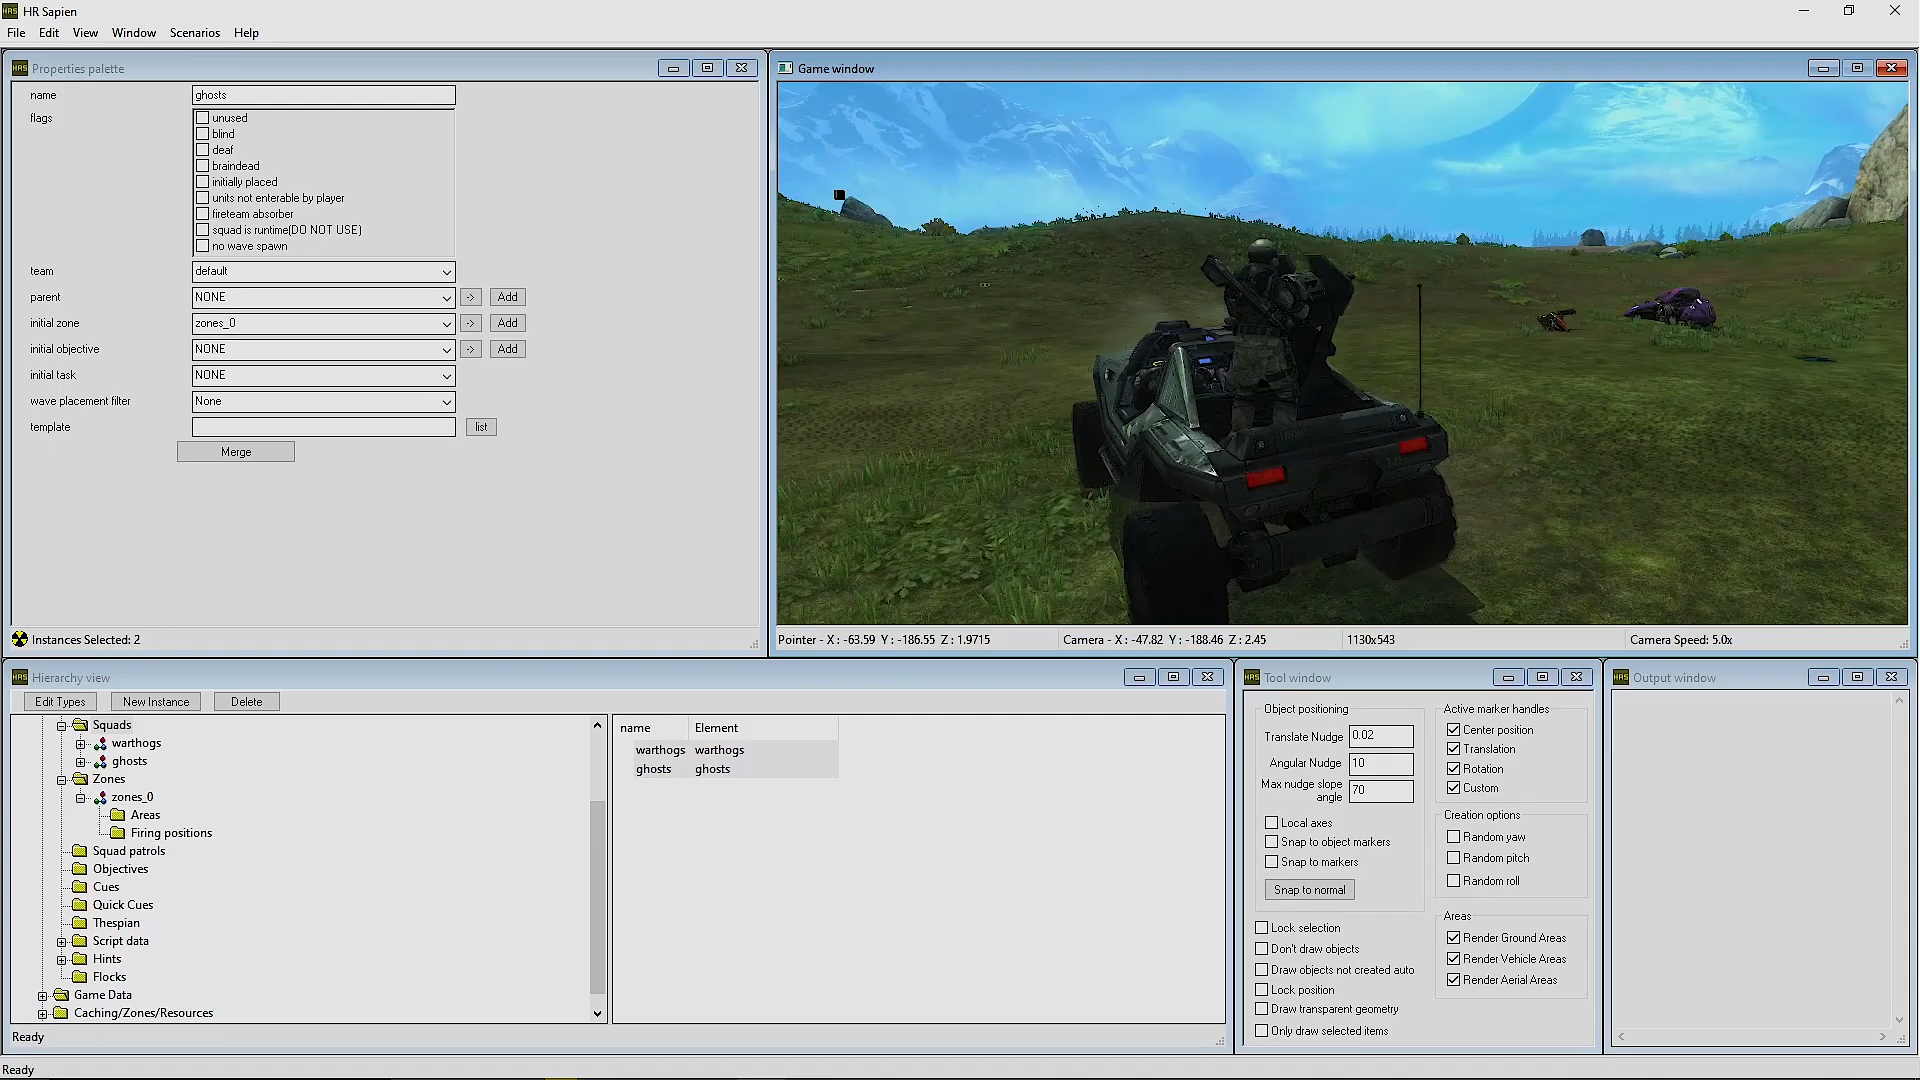 HR Sapien
File Edit View Window Scenarios Help
Properties palette
name ghosts
flags
unused
blind
deaf
braindead
initially placed
units not enterable by player
fireteam absorber
squad is runtime(DO NOT USE)
no wave spawn
team default
parent NONE -> Add
initial zone zones_0 -> Add
initial objective NONE -> Add
initial task NONE
wave placement filter None
template list
Merge
Instances Selected: 2
Game window
Pointer - X : -63.59 Y : -186.55 Z : 1.9715 Camera - X : -47.82 Y : -188.46 Z : 2.45 1130x543 Camera Speed: 5.0x
Hierarchy view
Edit Types New Instance Delete
Squads
warthogs
ghosts
Zones
zones_0
Areas
Firing positions
Squad patrols
Objectives
Cues
Quick Cues
Thespian
Script data
Hints
Flocks
Game Data
Caching/Zones/Resources
name Element
warthogs warthogs
ghosts ghosts
Ready
Tool window
Object positioning
Translate Nudge 0.02
Angular Nudge 10
Max nudge slope
angle 70
Local axes
Snap to object markers
Snap to markers
Snap to normal
Lock selection
Don't draw objects
Draw objects not created auto
Lock position
Draw transparent geometry
Only draw selected items
Active marker handles
Center position
Translation
Rotation
Custom
Creation options
Random yaw
Random pitch
Random roll
Areas
Render Ground Areas
Render Vehicle Areas
Render Aerial Areas
Output window
Ready